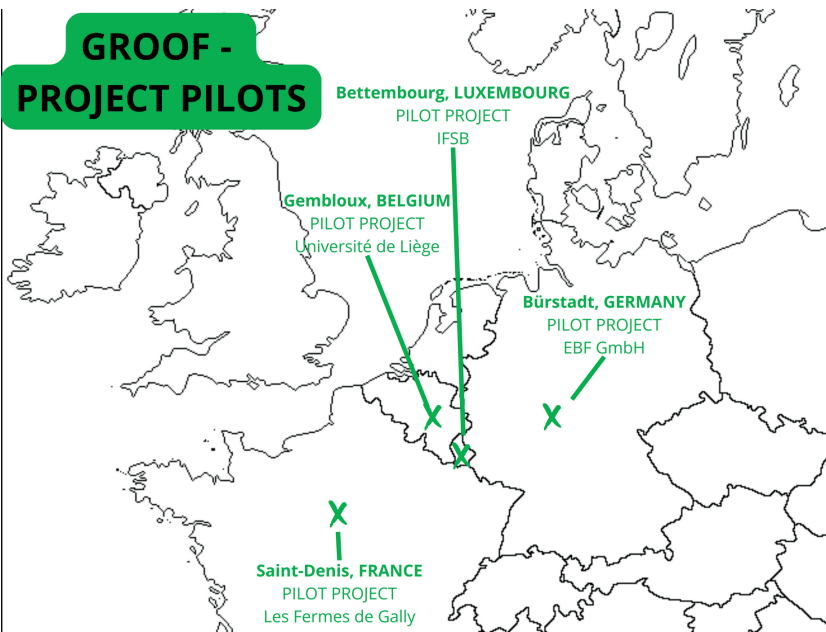 GROOF -
PROJECT PILOTS
Bettembourg, LUXEMBOURG
PILOT PROJECT
IFSB
Gembloux, BELGIUM
PILOT PROJECT
Université de Liège
Bürstadt, GERMANY
PILOT PROJECT
EBF GmbH
Saint-Denis, FRANCE
PILOT PROJECT
Les Fermes de Gally